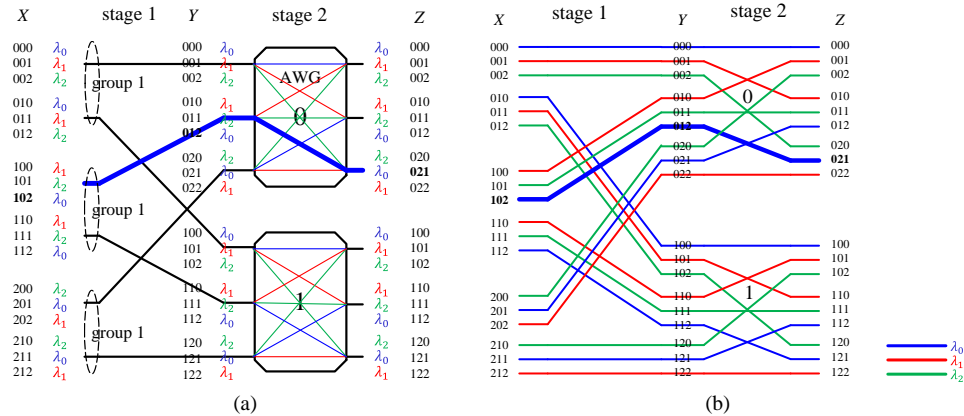 X stage 1 Y stage 2 Z
000 λ0
001 λ1
002 λ2
010 λ0
011 λ1
012 λ2
100 λ1
101 λ2
102 λ0
110 λ1
111 λ2
112 λ0
200 λ2
201 λ0
202 λ1
210 λ2
211 λ0
212 λ1
group 1
group 1
group 1
000 λ0
001 λ1
002 λ2
010 λ1
011 λ2
012 λ0
020 λ2
021 λ0
022 λ1
100 λ0
101 λ1
102 λ2
110 λ1
111 λ2
112 λ0
120 λ2
121 λ0
122 λ1
AWG
0
1
λ0 000
λ1 001
λ2 002
λ1 010
λ2 011
λ0 012
λ2 020
λ0 021
λ1 022
λ0 100
λ1 101
λ2 102
λ1 110
λ2 111
λ0 112
λ2 120
λ0 121
λ1 122
(a)
X stage 1 Y stage 2 Z
000
001
002
010
011
012
100
101
102
110
111
112
200
201
202
210
211
212
000
001
002
010
011
012
020
021
022
100
101
102
110
111
112
120
121
122
0
1
000
001
002
010
011
012
020
021
022
100
101
102
110
111
112
120
121
122
λ0
λ1
λ2
(b)